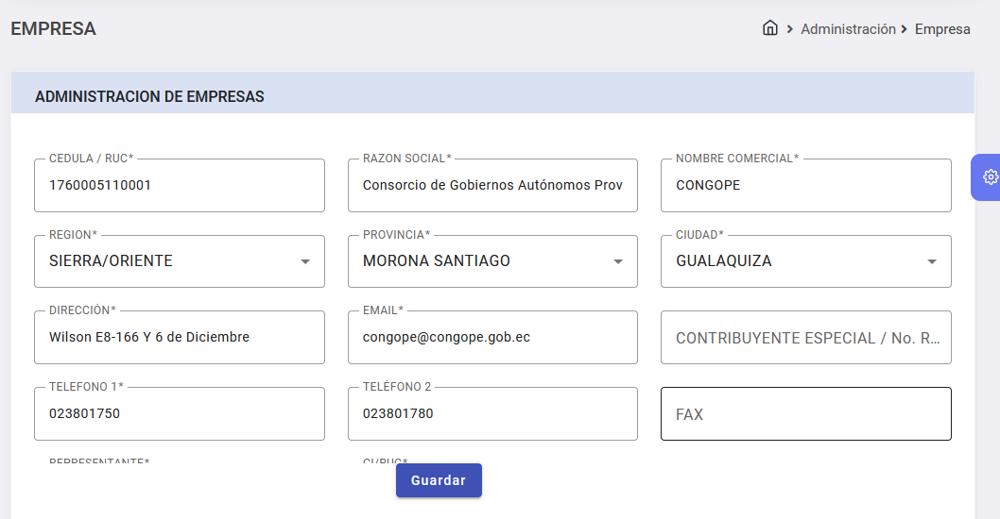 EMPRESA
Administración
Empresa
ADMINISTRACION DE EMPRESAS
CEDULA / RUC*
1760005110001
RAZON SOCIAL*
Consorcio de Gobiernos Autónomos Prov
NOMBRE COMERCIAL*
CONGOPE
REGION*
SIERRA/ORIENTE
PROVINCIA*
MORONA SANTIAGO
CIUDAD*
GUALAQUIZA
DIRECCIÓN*
Wilson E8-166 Y 6 de Diciembre
EMAIL*
congope@congope.gob.ec
CONTRIBUYENTE ESPECIAL / No. R...
TELEFONO 1*
023801750
TELÉFONO 2
023801780
FAX
REPRESENTANTE*
CI/RUC*
Guardar